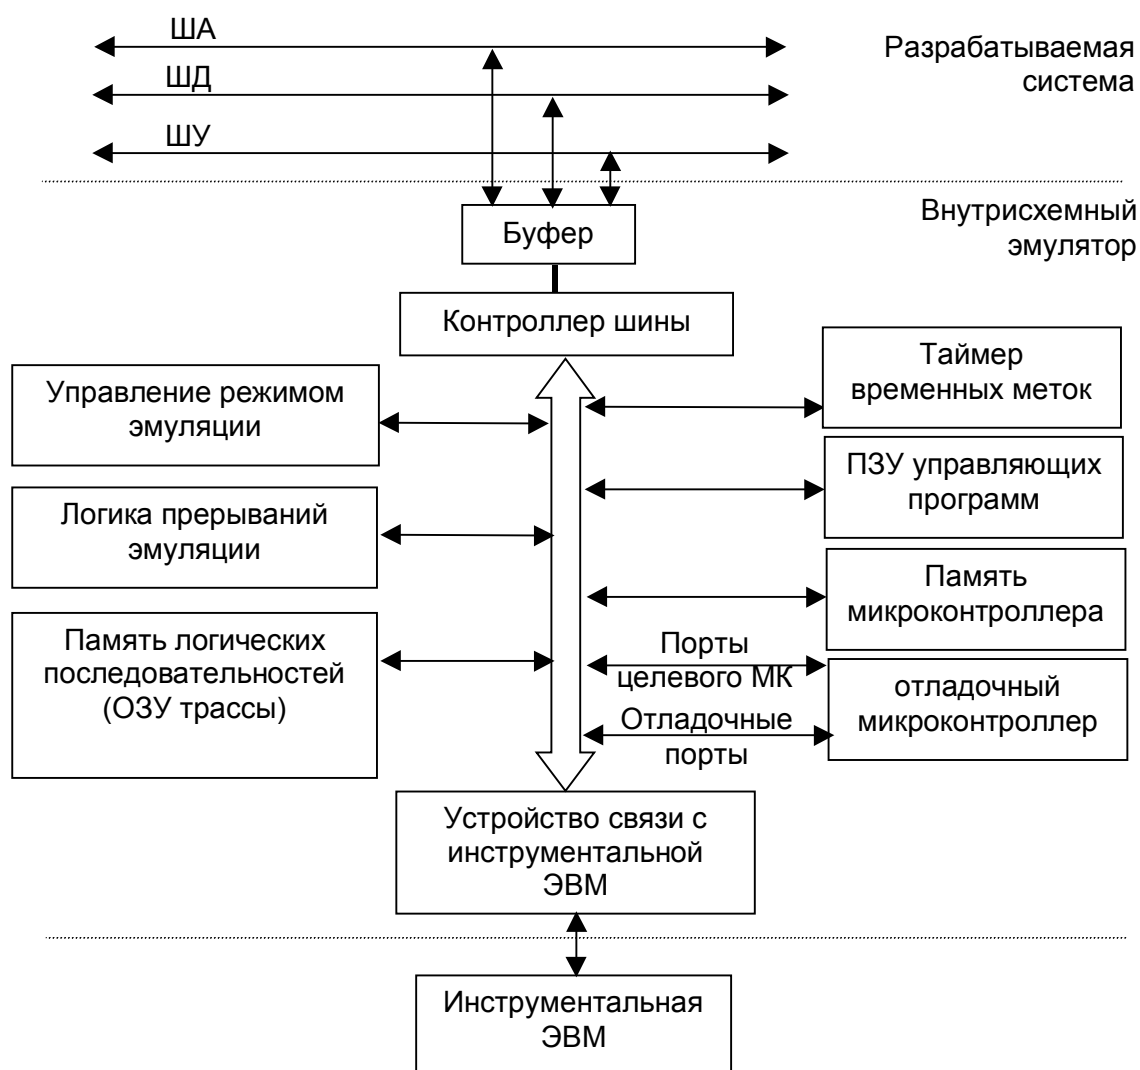 ША
Разрабатываемая
система
ШД
ШУ
Внутрисхемный
эмулятор
Буфер
Контроллер шины
Управление режимом
эмуляции
Таймер
временных меток
ПЗУ управляющих
программ
Логика прерываний
эмуляции
Память
микроконтроллера
Память логических
последовательностей
(ОЗУ трассы)
Порты
целевого МК
Отладочные
порты
отладочный
микроконтроллер
Устройство связи с
инструментальной
ЭВМ
Инструментальная
ЭВМ